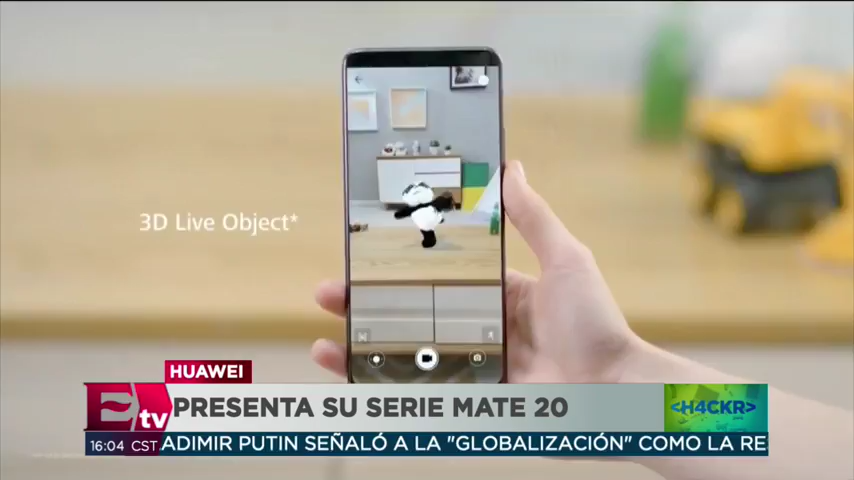 3D Live Object*
HUAWEI
Etv
PRESENTA SU SERIE MATE 20
<H4CKR>
16:04 CST
ADIMIR PUTIN SEÑALÓ A LA "GLOBALIZACIÓN" COMO LA RE